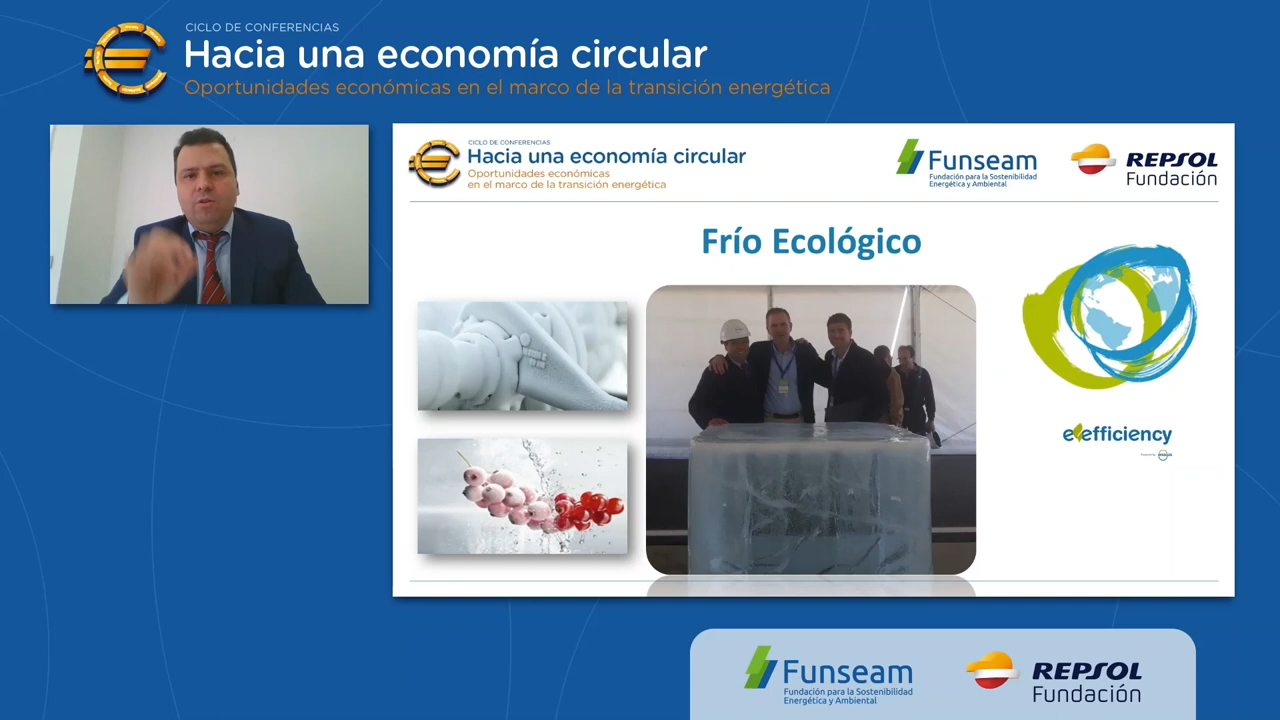 CICLO DE CONFERENCIAS
Hacia una economía circular
Oportunidades económicas en el marco de la transición energética
CICLO DE CONFERENCIAS
Hacia una economía circular
Oportunidades económicas
en el marco de la transición energética
Funseam
Fundación para la Sostenibilidad
Energética y Ambiental
REPSOL
Fundación
Frío Ecológico
efficiency
Funseam
Fundación para la Sostenibilidad
Energética y Ambiental
REPSOL
Fundación